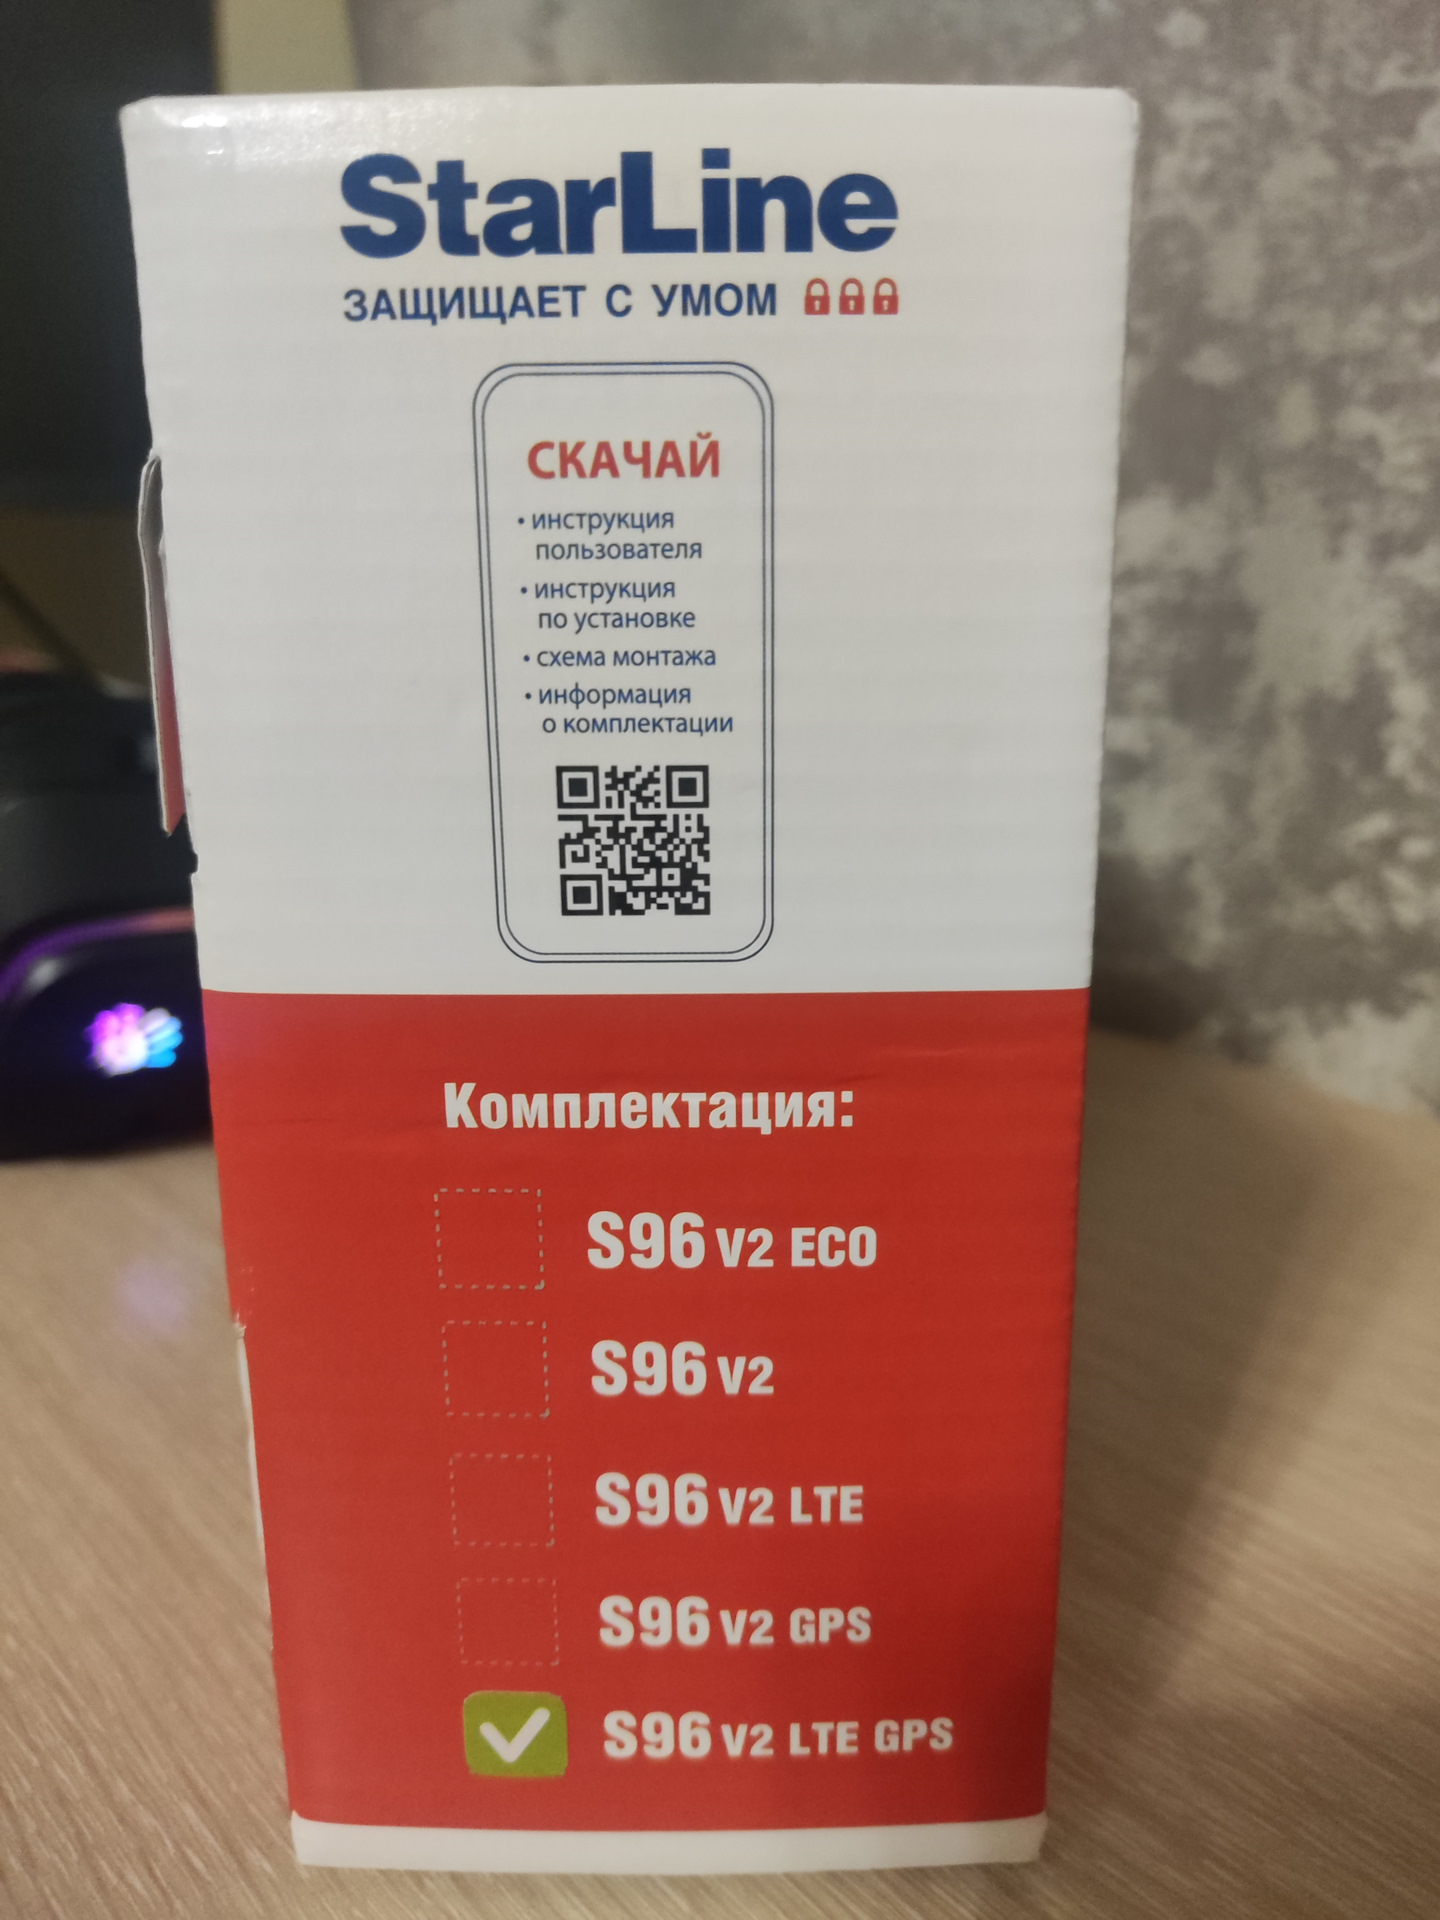 StarLine
ЗАЩИЩАЕТ С УМОМ
СКАЧАЙ
• инструкция
пользователя
• инструкция
по установке
• схема монтажа
• информация
о комплектации
Комплектация:
S96 V2 ECO
S96 V2
S96 V2 LTE
S96 V2 GPS
S96 V2 LTE GPS